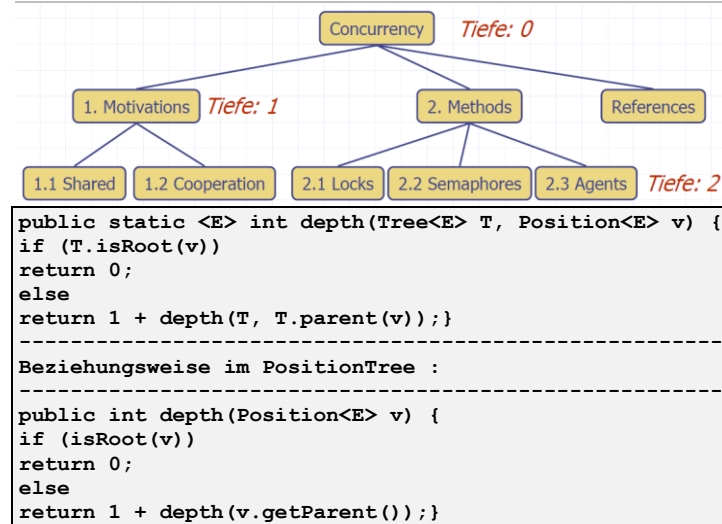 Concurrency Tiefe: 0
1. Motivations Tiefe: 1 2. Methods References
1.1 Shared 1.2 Cooperation 2.1 Locks 2.2 Semaphores 2.3 Agents Tiefe: 2
public static <E> int depth(Tree<E> T, Position<E> v) {
if (T.isRoot(v))
return 0;
else
return 1 + depth(T, T.parent(v));}
----------------------------------------------------------
Beziehungsweise im PositionTree :
----------------------------------------------------------
public int depth(Position<E> v) {
if (isRoot(v))
return 0;
else
return 1 + depth(v.getParent());}